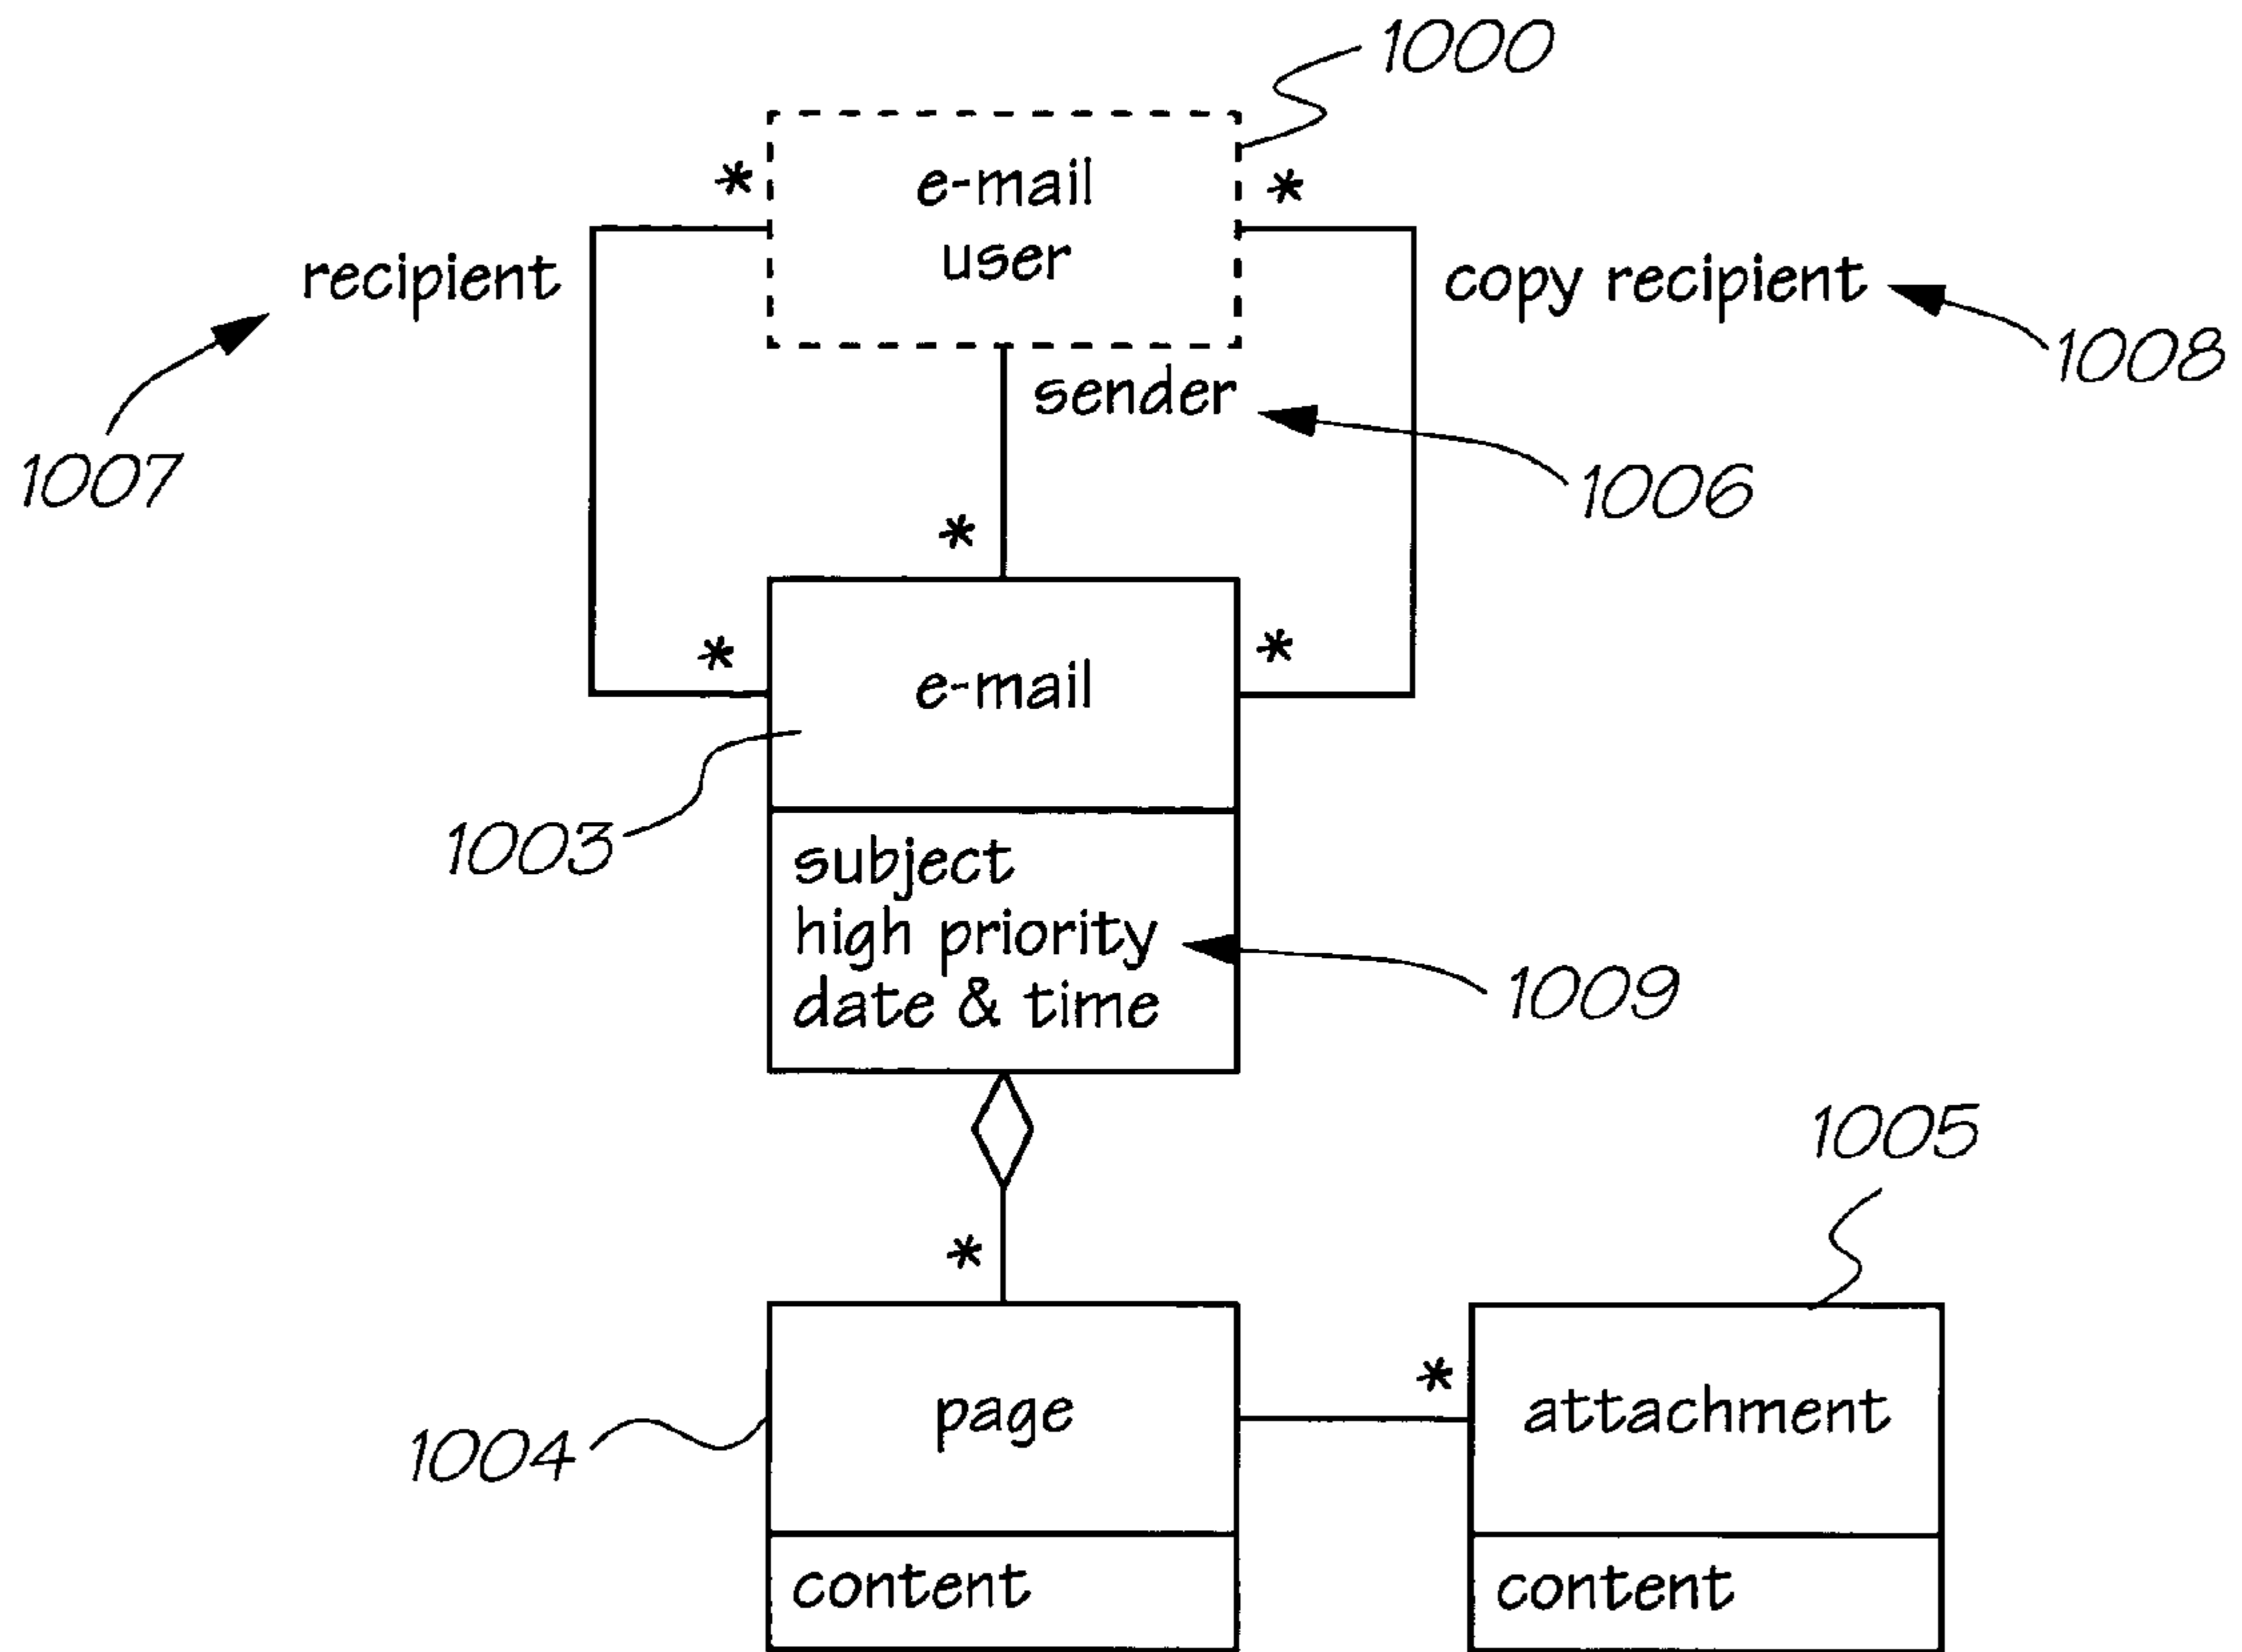 1000
*
e-mail
*
user
recipient
copy recipient
1008
sender
1007
1006
*
*
*
e-mail
1003
subject
high priority
1009
date & time
1005
*
*
page
attachment
1004
content
content